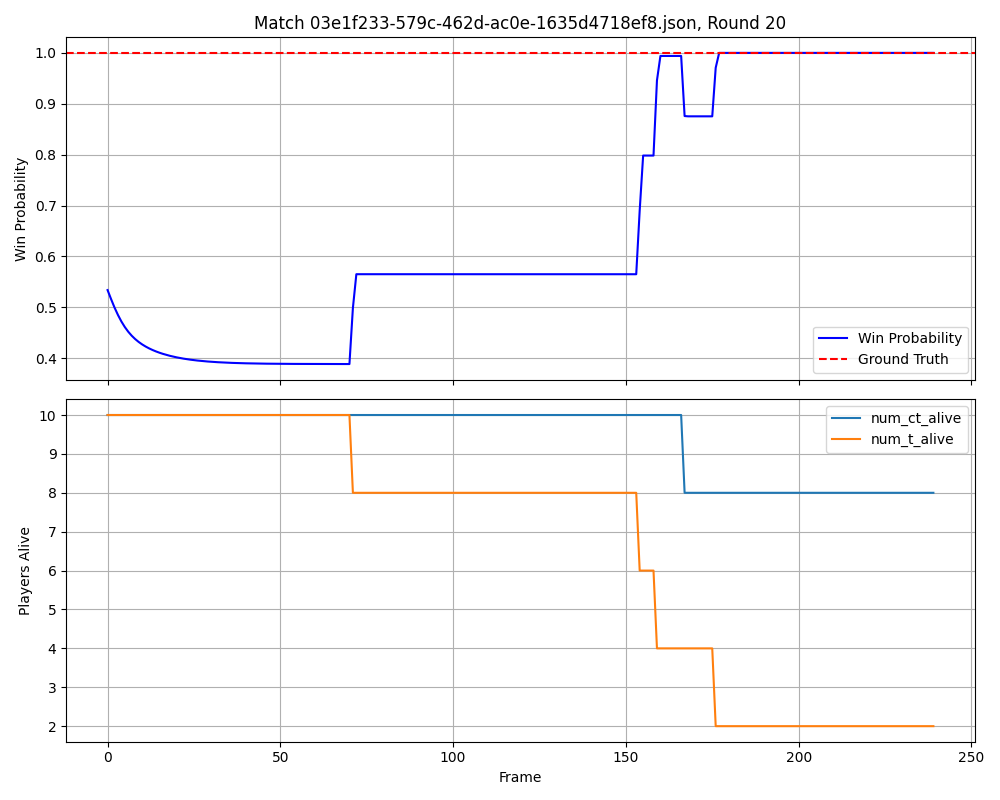 Match 03e1f233-579c-462d-ac0e-1635d4718ef8.json, Round 20
1.0
0.9
0.8
0.7
0.6
0.5
0.4
Win Probability
Win Probability
Ground Truth
10
9
8
7
6
5
4
3
2
Players Alive
num_ct_alive
num_t_alive
0 50 100 150 200 250
Frame